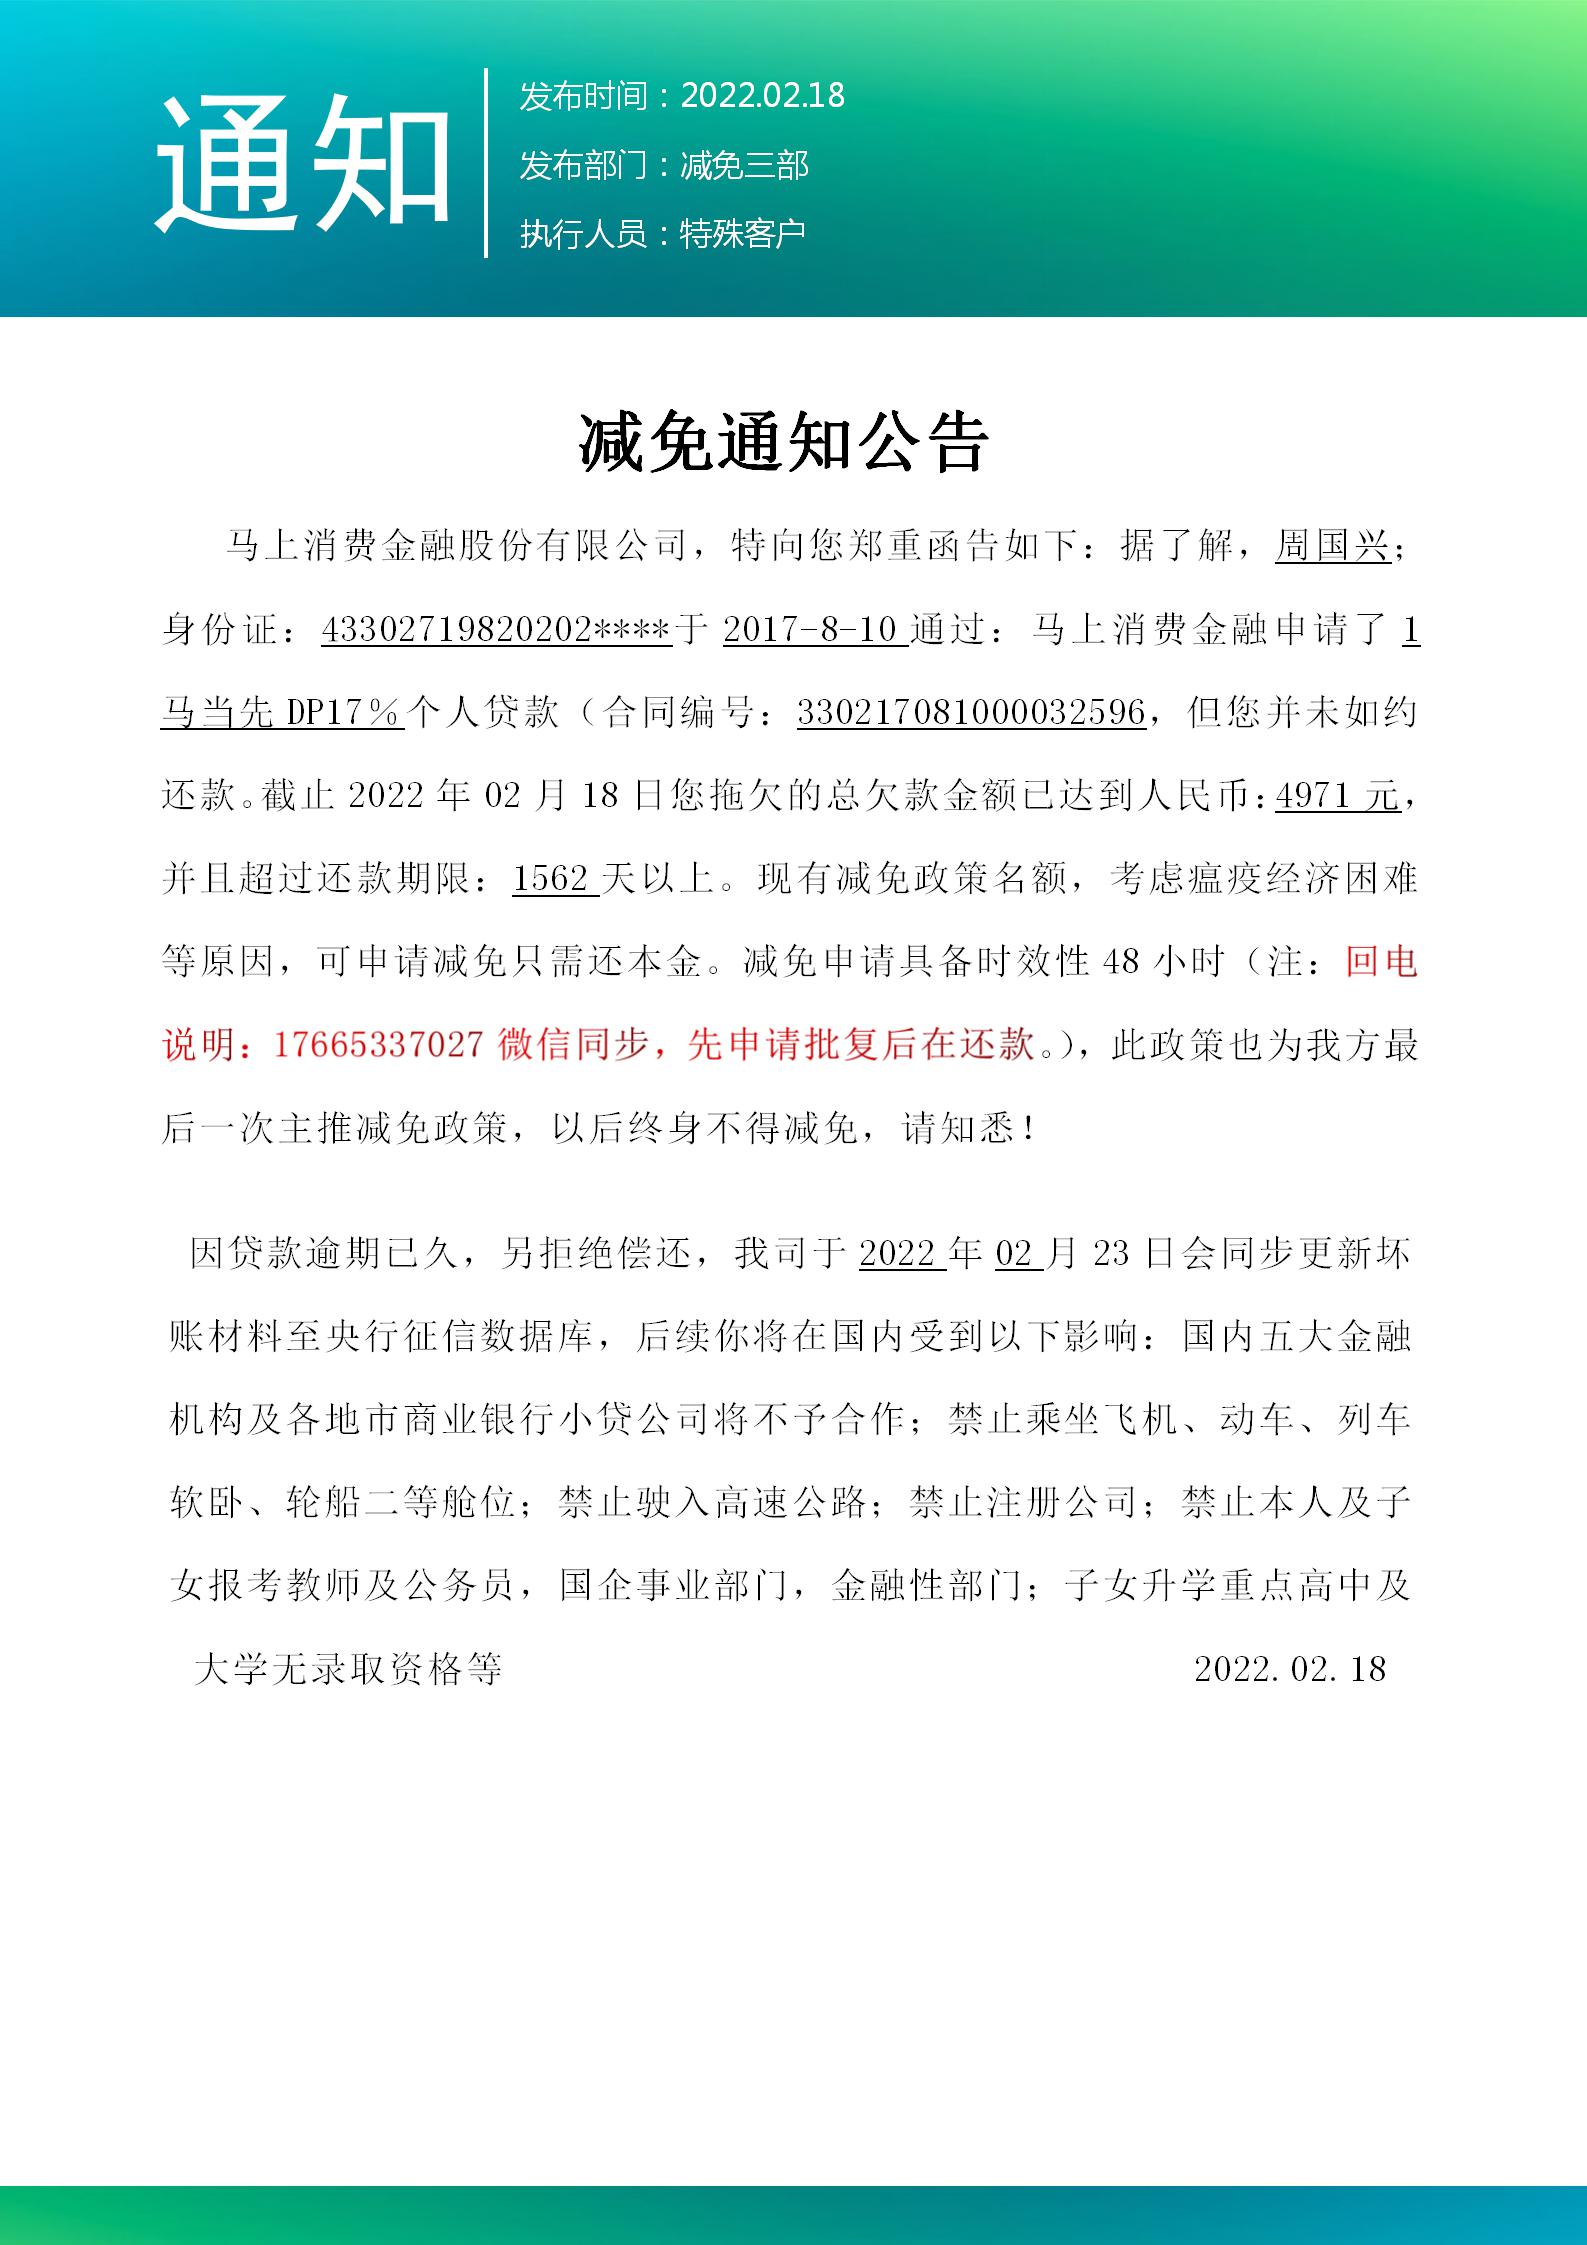 通知
发布时间：2022.02.18
发布部门：减免三部
执行人员：特殊客户
减免通知公告
马上消费金融股份有限公司，特向您郑重函告如下：据了解，周国兴；
身份证：43302719820202****于 2017-8-10 通过：马上消费金融申请了 1
马当先 DP17%个人贷款（合同编号：330217081000032596，但您并未如约
还款。截止 2022 年 02 月 18 日您拖欠的总欠款金额已达到人民币：4971 元，
并且超过还款期限：1562 天以上。现有减免政策名额，考虑瘟疫经济困难
等原因，可申请减免只需还本金。减免申请具备时效性 48 小时（注：回电
说明：17665337027 微信同步，先申请批复后在还款。），此政策也为我方最
后一次主推减免政策，以后终身不得减免，请知悉！
因贷款逾期已久，另拒绝偿还，我司于 2022 年 02 月 23 日会同步更新坏
账材料至央行征信数据库，后续你将在国内受到以下影响：国内五大金融
机构及各地市商业银行小贷公司将不予合作；禁止乘坐飞机、动车、列车
软卧、轮船二等舱位；禁止驶入高速公路；禁止注册公司；禁止本人及子
女报考教师及公务员，国企事业部门，金融性部门；子女升学重点高中及
大学无录取资格等 2022.02.18